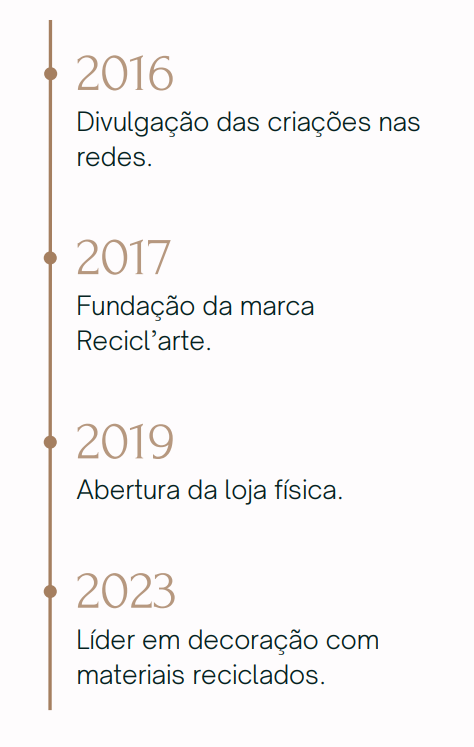 2016
Divulgação das criações nas
redes.
2017
Fundação da marca
Recicl’arte.
2019
Abertura da loja física.
2023
Líder em decoração com
materiais reciclados.